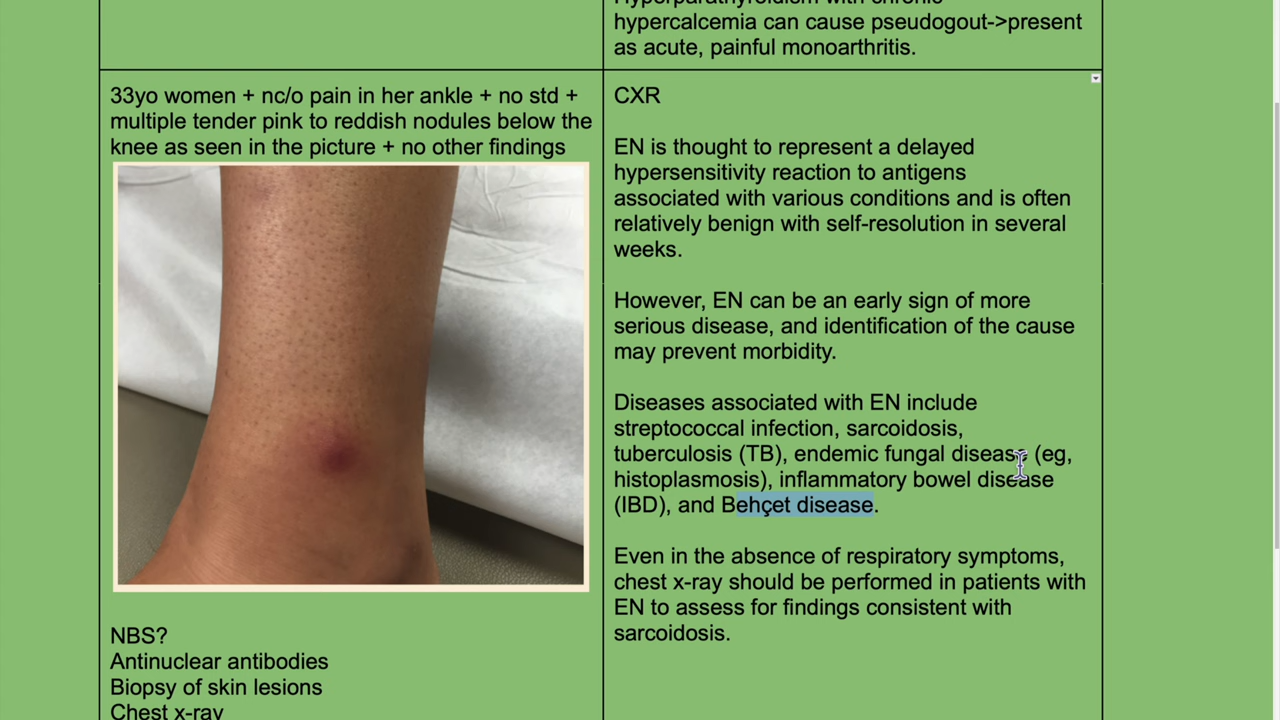 Hyperparathyroidism with chronic
hypercalcemia can cause pseudogout->present
as acute, painful monoarthritis.
33yo women + nc/o pain in her ankle + no std +
multiple tender pink to reddish nodules below the
knee as seen in the picture + no other findings
NBS?
Antinuclear antibodies
Biopsy of skin lesions
Chest x-ray
CXR
EN is thought to represent a delayed
hypersensitivity reaction to antigens
associated with various conditions and is often
relatively benign with self-resolution in several
weeks.
However, EN can be an early sign of more
serious disease, and identification of the cause
may prevent morbidity.
Diseases associated with EN include
streptococcal infection, sarcoidosis,
tuberculosis (TB), endemic fungal disease (eg,
histoplasmosis), inflammatory bowel disease
(IBD), and Behçet disease.
Even in the absence of respiratory symptoms,
chest x-ray should be performed in patients with
EN to assess for findings consistent with
sarcoidosis.